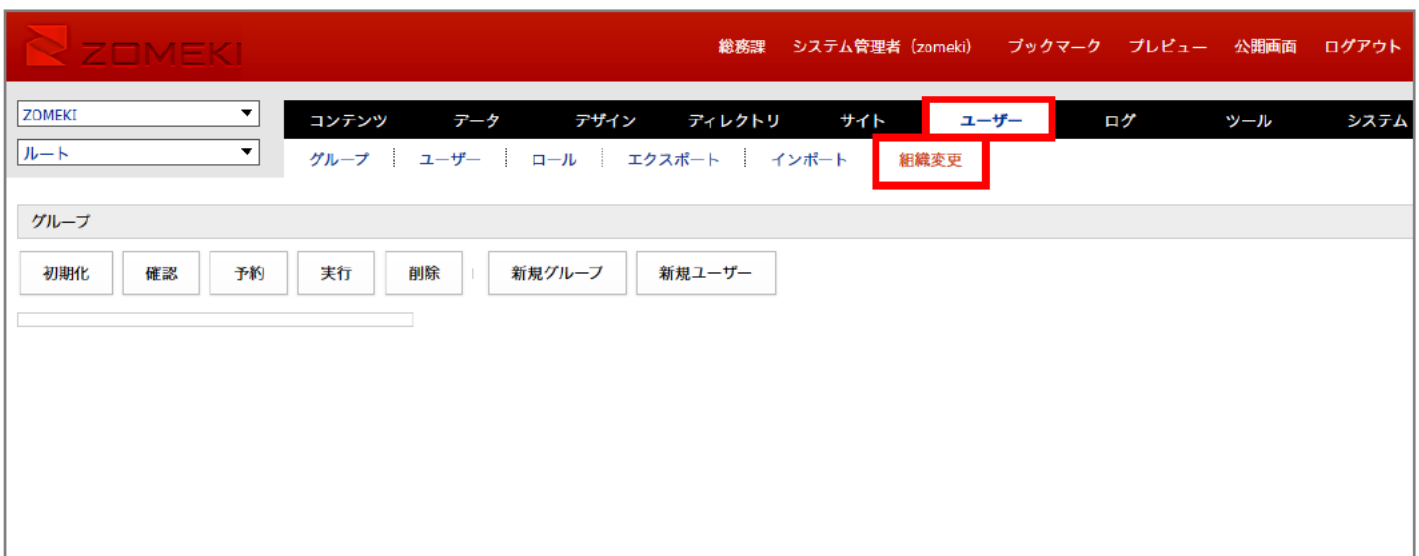 ZOMEKI 総務課 システム管理者 (zomeki) ブックマーク プレビュー 公開画面 ログアウト
ZOMEKI
コンテンツ データ デザイン ディレクトリ サイト ユーザー ログ ツール システム
ルート
グループ ユーザー ロール エクスポート インポート 組織変更
グループ
初期化 確認 予約 実行 削除 新規グループ 新規ユーザー